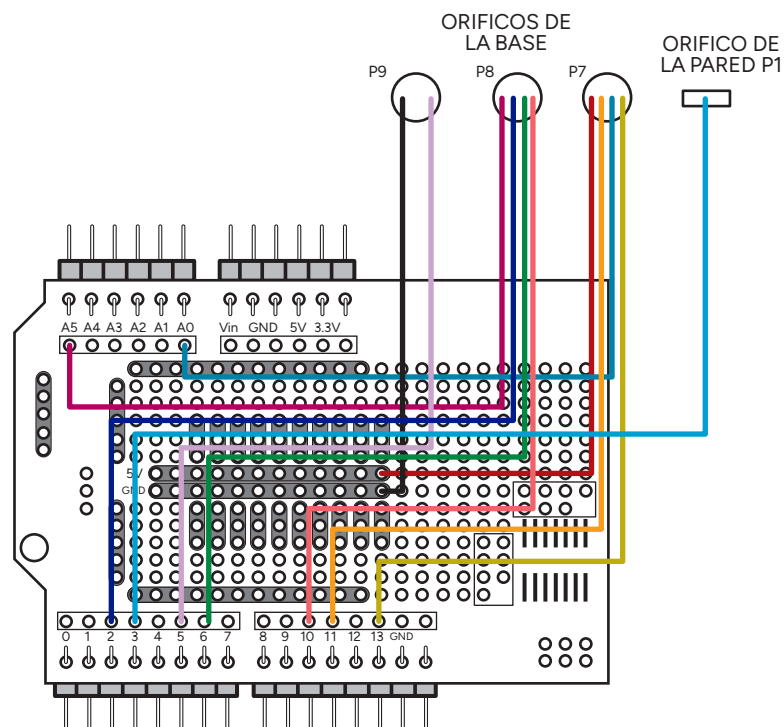 ORIFICOS DE
LA BASE
ORIFICO DE
LA PARED P1
P9 P8 P7
A5 A4 A3 A2 A1 A0 Vin GND 5V 3.3V
5V
GND
0 1 2 3 4 5 6 7 8 9 10 11 12 13 GND